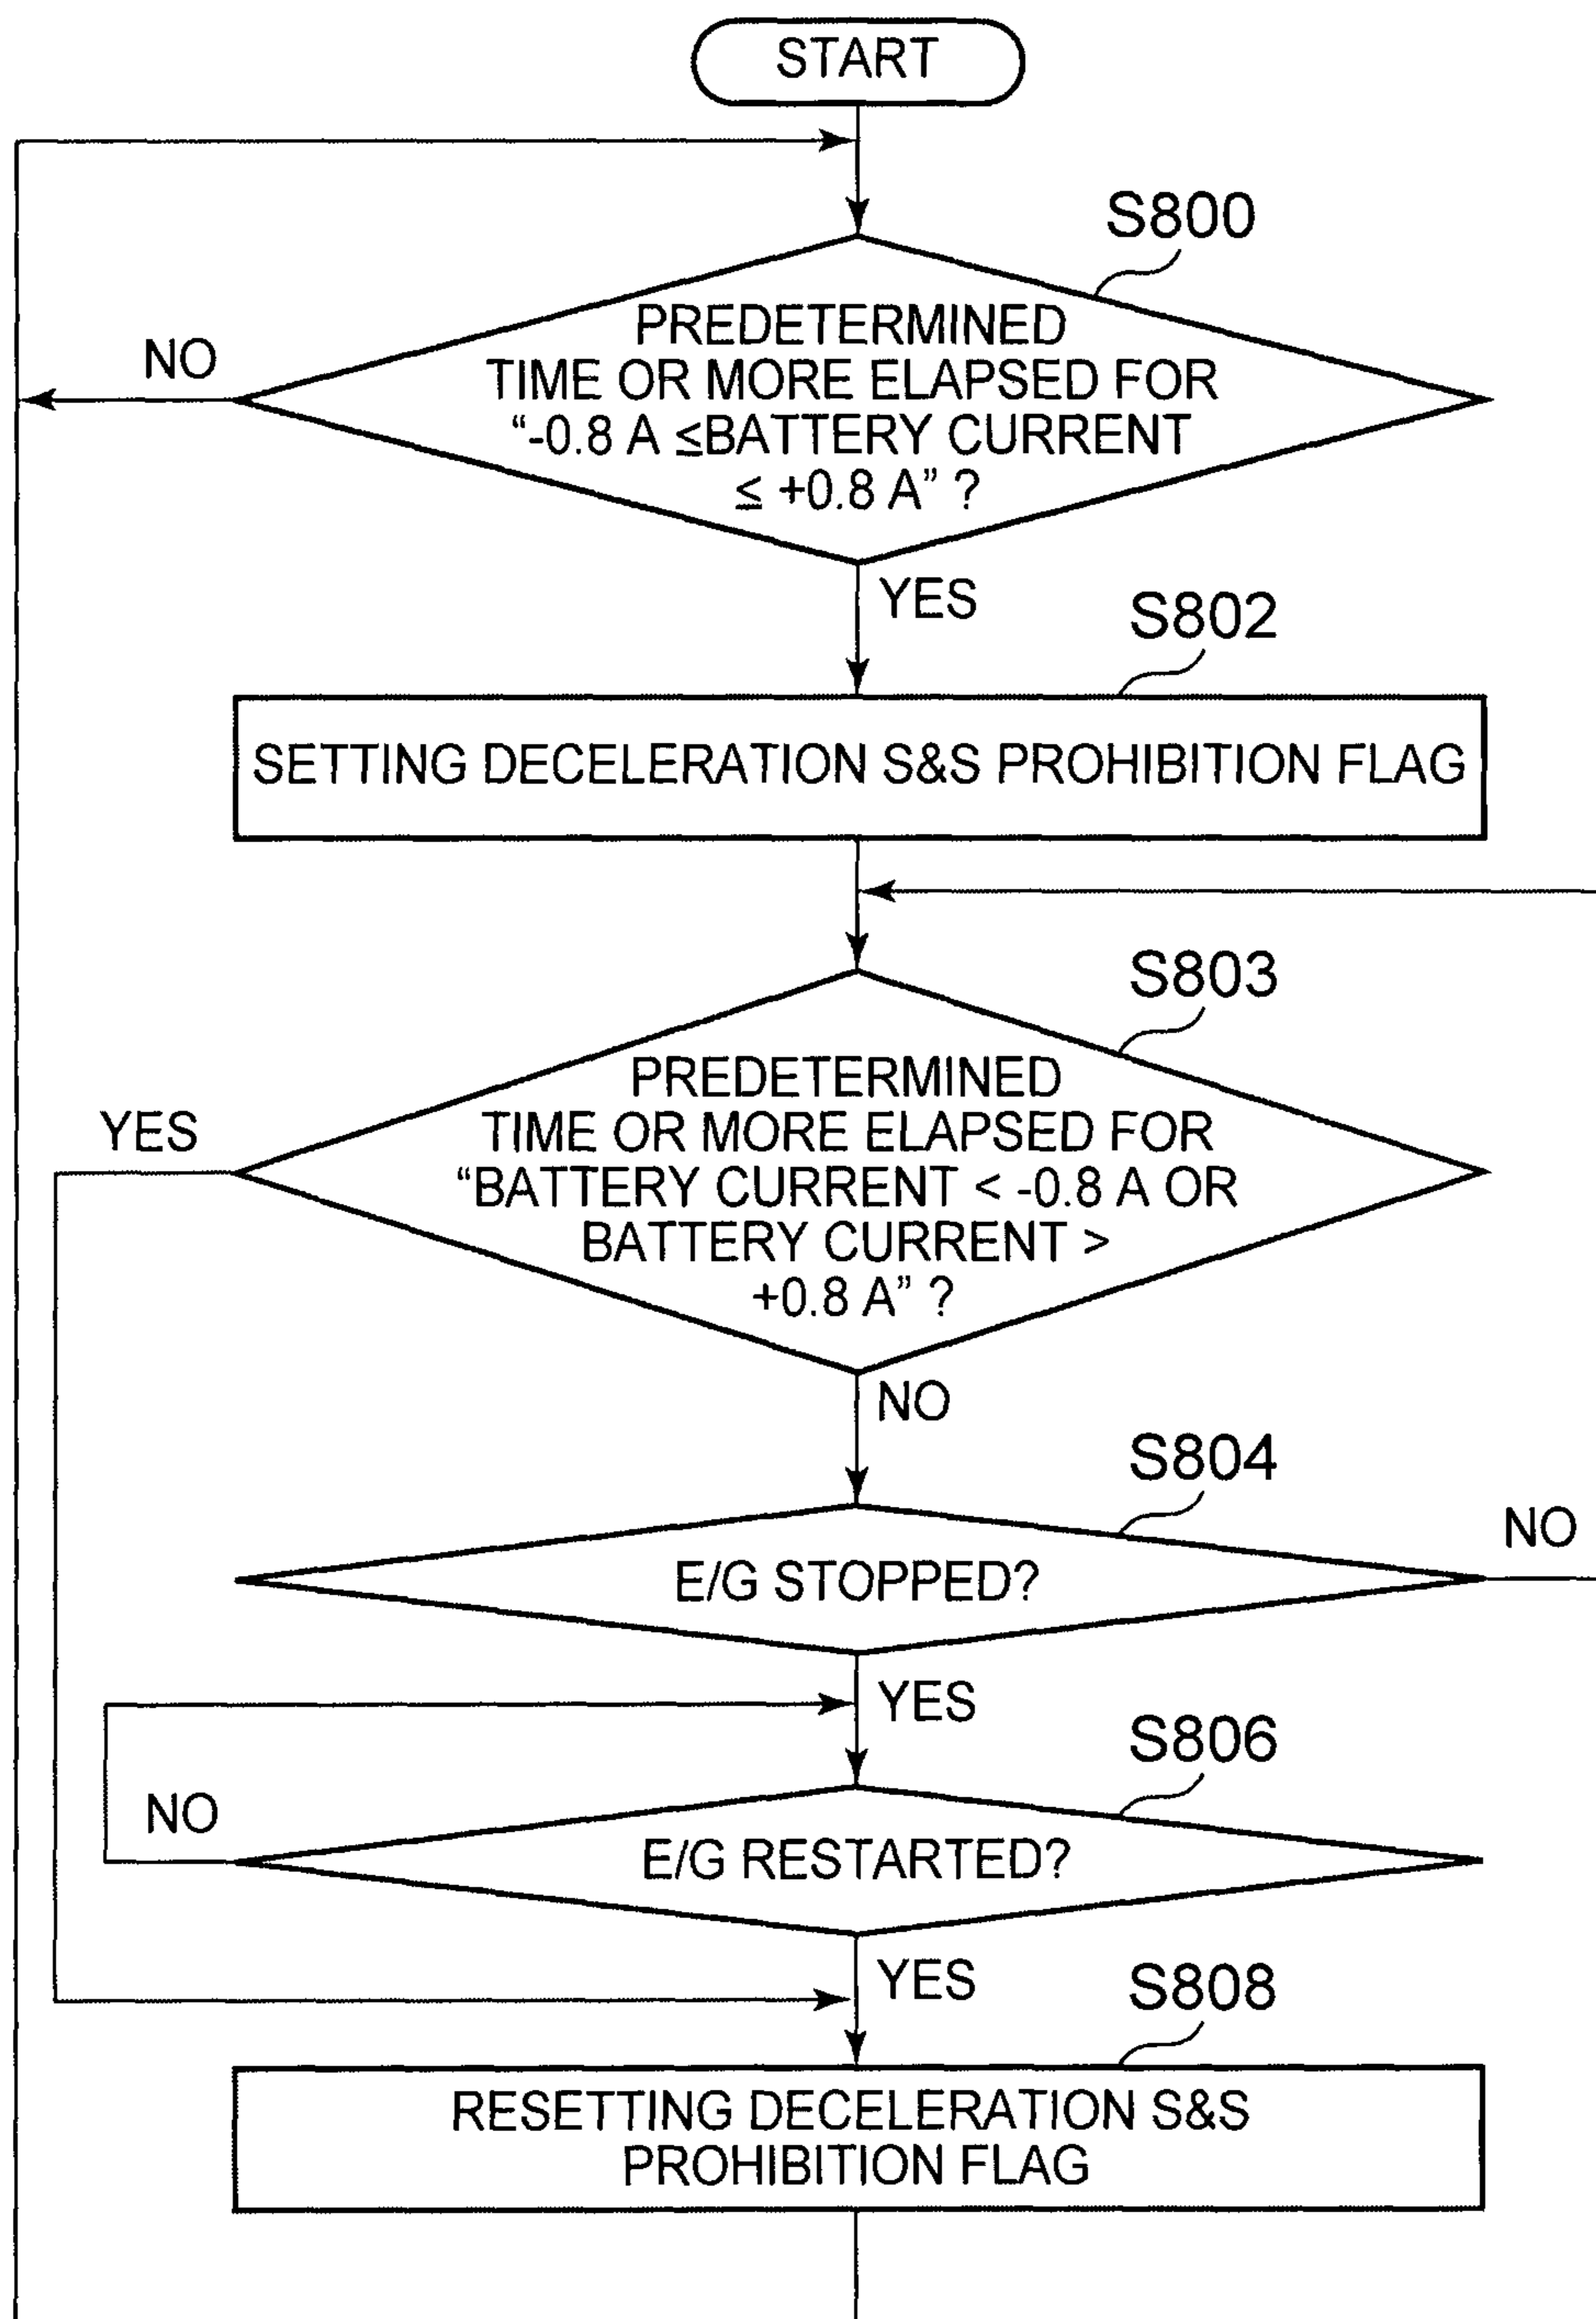 START
S800
PREDETERMINED
TIME OR MORE ELAPSED FOR
“-0.8 A ≤BATTERY CURRENT
≤ +0.8 A” ?
NO
YES
S802
SETTING DECELERATION S&S PROHIBITION FLAG
S803
PREDETERMINED
TIME OR MORE ELAPSED FOR
“BATTERY CURRENT < -0.8 A OR
BATTERY CURRENT >
+0.8 A” ?
YES
NO
S804
E/G STOPPED?
NO
YES
S806
E/G RESTARTED?
NO
YES
S808
RESETTING DECELERATION S&S
PROHIBITION FLAG